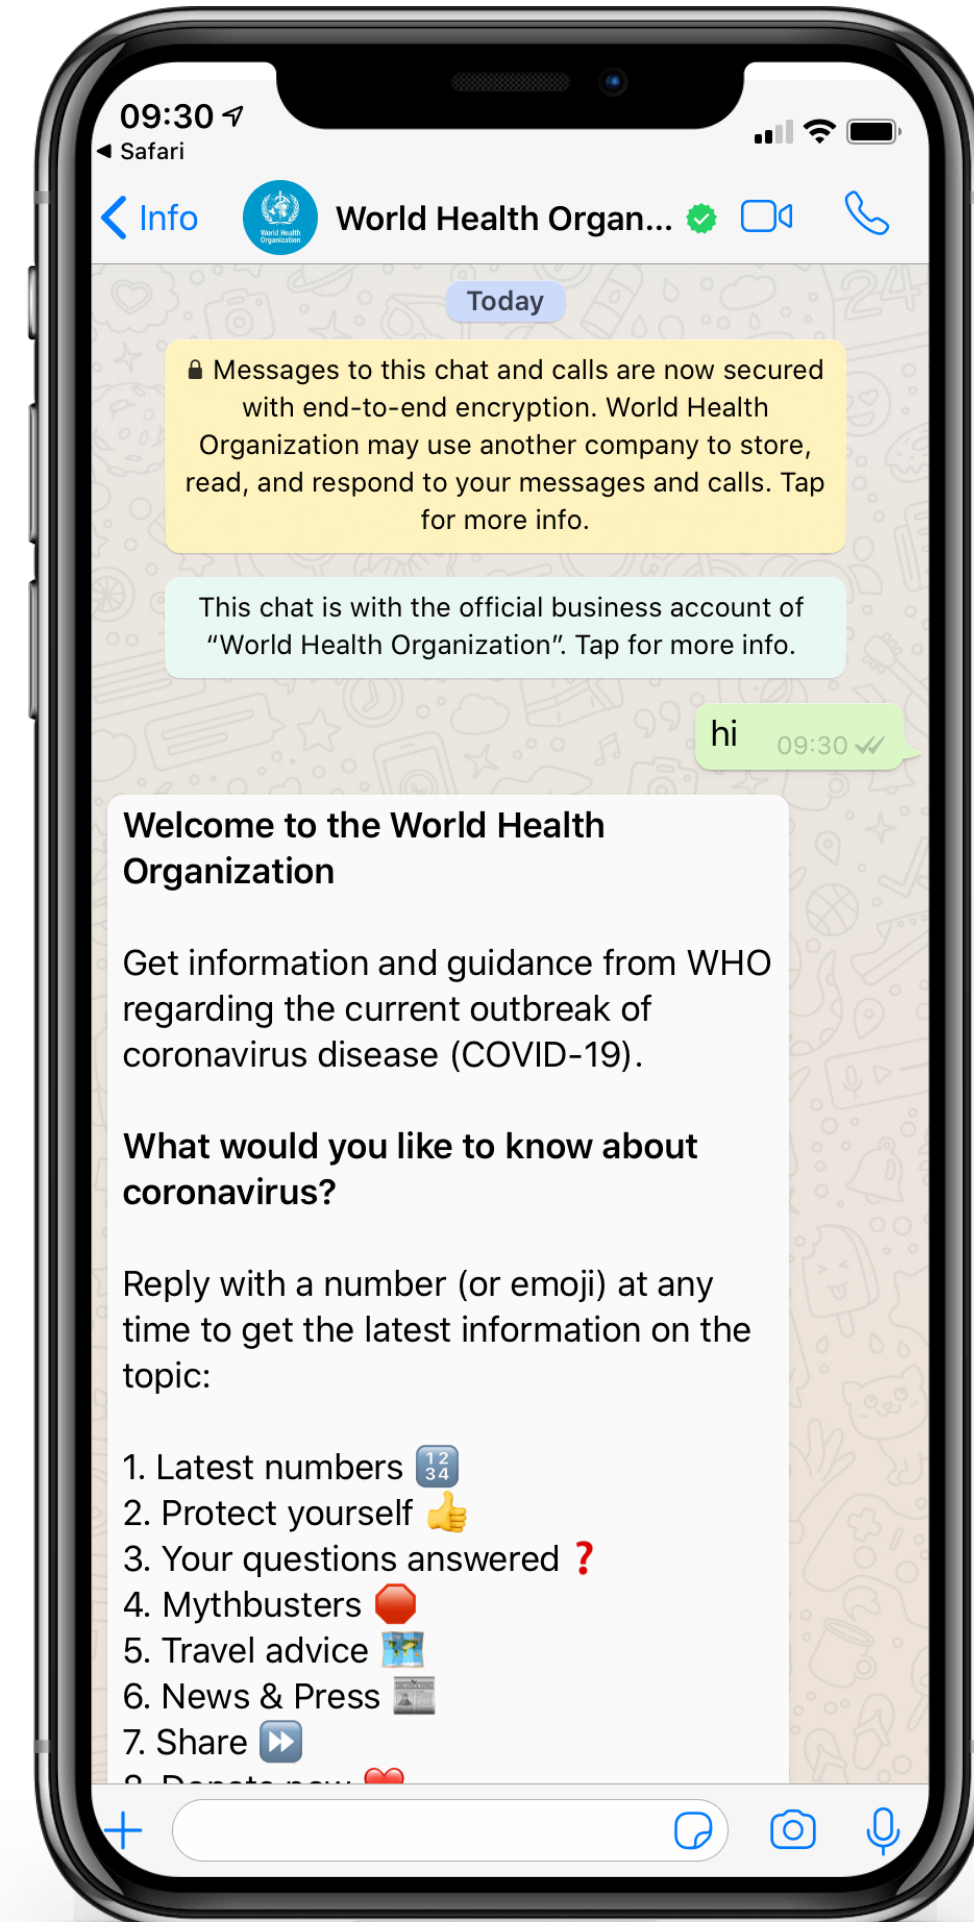 09:30
◀ Safari
Info
World Health
Organization
World Health Organ...
Today
Messages to this chat and calls are now secured
with end-to-end encryption. World Health
Organization may use another company to store,
read, and respond to your messages and calls. Tap
for more info.
This chat is with the official business account of
“World Health Organization”. Tap for more info.
hi 09:30
Welcome to the World Health
Organization
Get information and guidance from WHO
regarding the current outbreak of
coronavirus disease (COVID-19).
What would you like to know about
coronavirus?
Reply with a number (or emoji) at any
time to get the latest information on the
topic:
1. Latest numbers 🔢
2. Protect yourself 👍
3. Your questions answered ❓
4. Mythbusters 🛑
5. Travel advice 🗺️
6. News & Press 📰
7. Share ⏩
8. Donate now ❤️